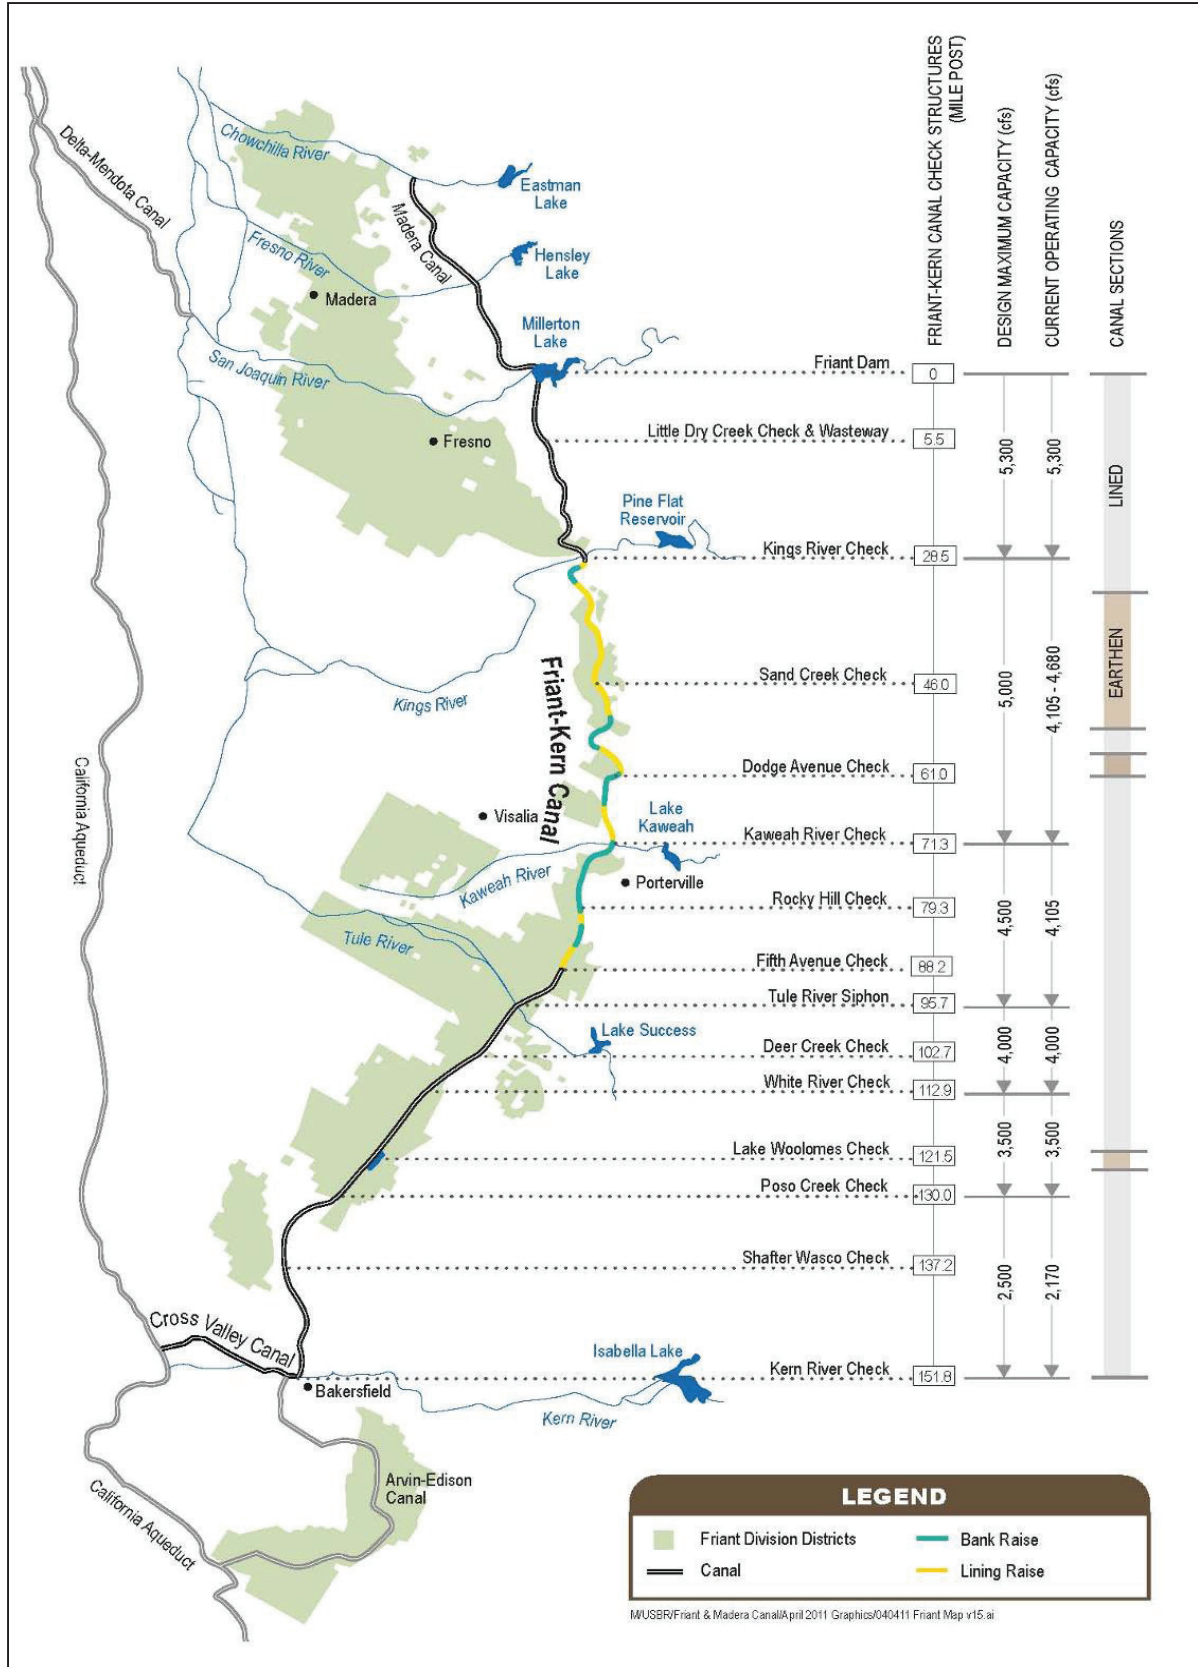 FRIANT-KERN CANAL CHECK STRUCTURES
(MILE POST)
DESIGN MAXIMUM CAPACITY (cfs)
CURRENT OPERATING CAPACITY (cfs)
CANAL SECTIONS
Delta-Mendota Canal
Chowchilla River
Eastman
Lake
Madera Canal
Fresno River
Hensley
Lake
Madera
Millerton
Lake
San Joaquin River
Fresno
Pine Flat
Reservoir
Kings River
Friant-Kern Canal
California Aqueduct
Visalia
Lake
Kaweah
Kaweah River
Porterville
Tule River
Lake Success
Cross Valley Canal
Isabella Lake
Bakersfield
Kern River
Arvin-Edison
Canal
California Aqueduct
Friant Dam 0
Little Dry Creek Check & Wasteway 5.5
Kings River Check 28.5
Sand Creek Check 46.0
Dodge Avenue Check 61.0
Kaweah River Check 71.3
Rocky Hill Check 79.3
Fifth Avenue Check 88.2
Tule River Siphon 95.7
Deer Creek Check 102.7
White River Check 112.9
Lake Woolomes Check 121.5
Poso Creek Check 130.0
Shafter Wasco Check 137.2
Kern River Check 151.8
5,300 5,300
5,000 4,105 - 4,680
4,500 4,105
4,000 4,000
3,500 3,500
2,500 2,170
LINED
EARTHEN
LEGEND
Friant Division Districts
Canal
Bank Raise
Lining Raise
M/USBR/Friant & Madera Canal/April 2011 Graphics/040411 Friant Map v15.ai